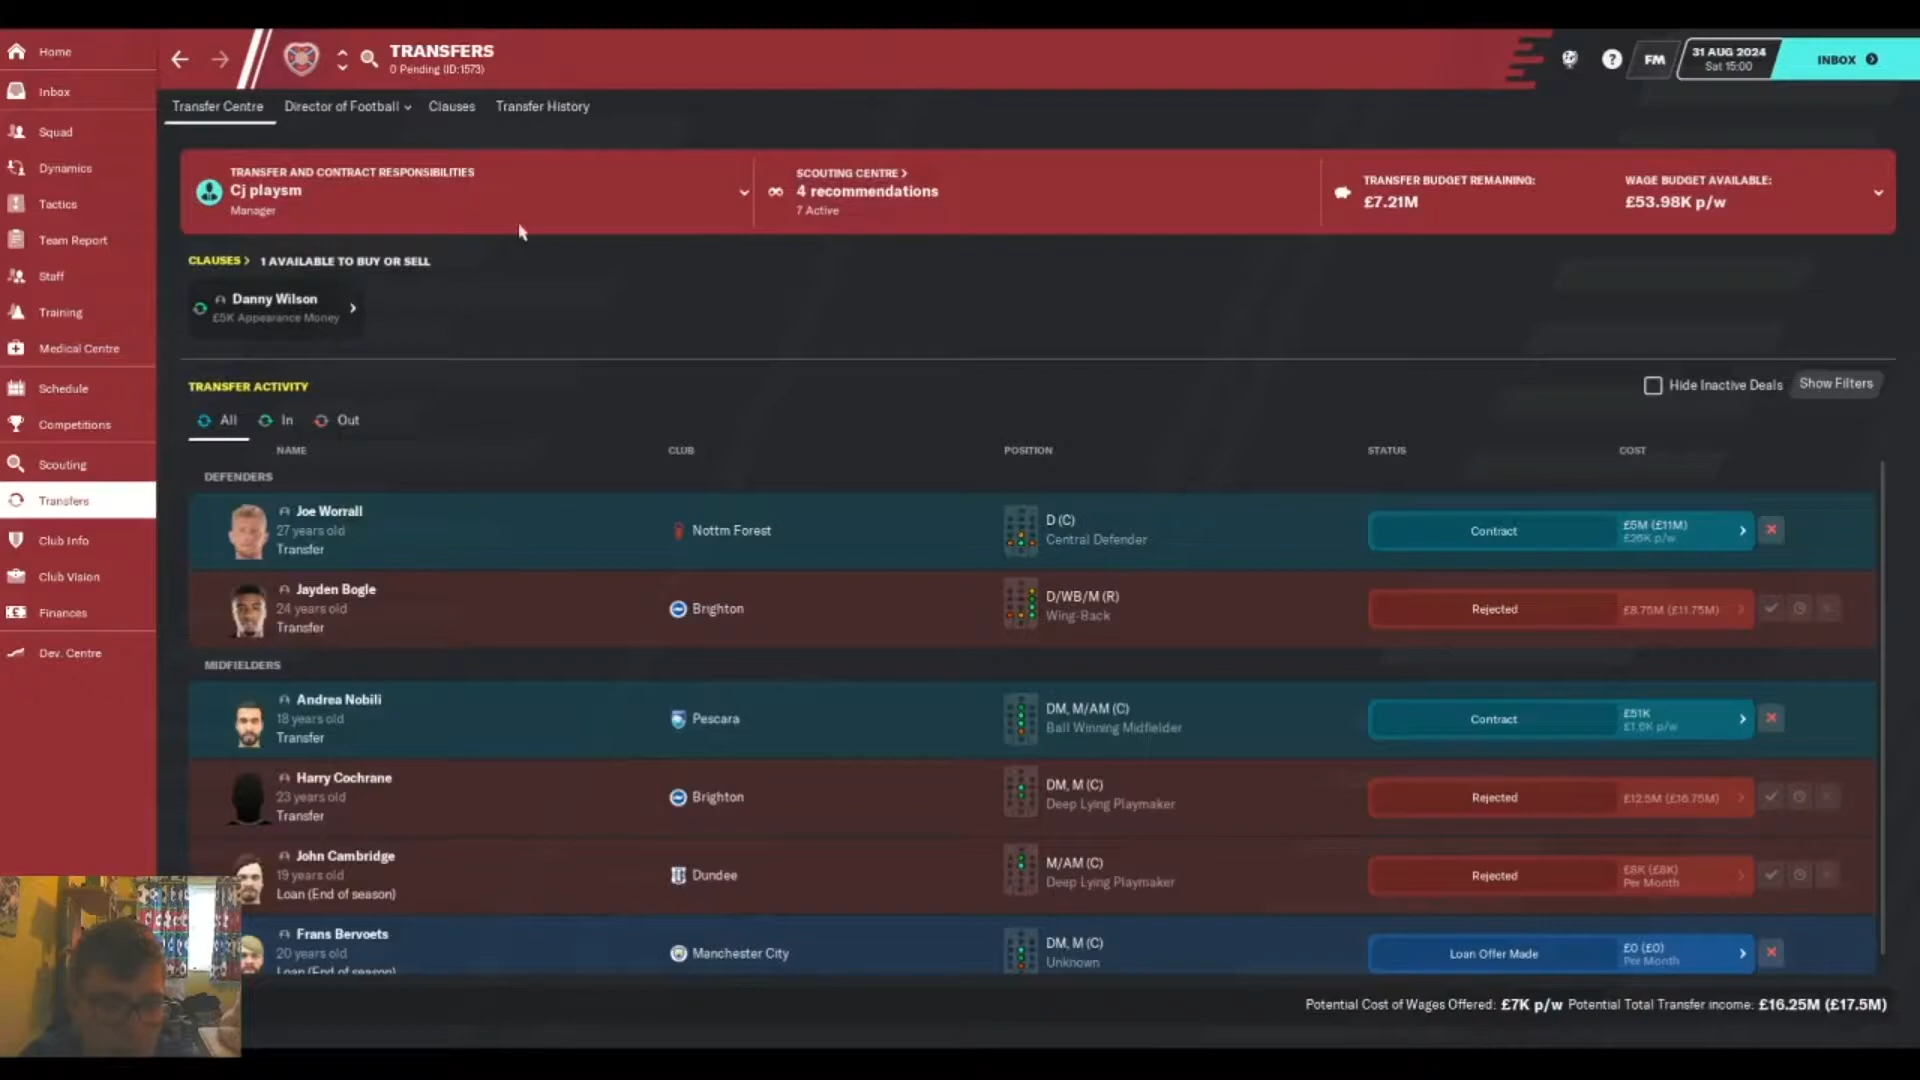 Home
TRANSFERS
0 Pending (ID:1573)
FM
31 AUG 2024
Sat 15:00
INBOX
Inbox
Transfer Centre
Director of Football
Clauses
Transfer History
Squad
Dynamics
Tactics
Team Report
Staff
Training
Medical Centre
Schedule
Competitions
Scouting
Transfers
Club Info
Club Vision
Finances
Dev. Centre
TRANSFER AND CONTRACT RESPONSIBILITIES
Cj playsm
Manager
SCOUTING CENTRE >
4 recommendations
7 Active
TRANSFER BUDGET REMAINING:
£7.21M
WAGE BUDGET AVAILABLE:
£53.98K p/w
CLAUSES > 1 AVAILABLE TO BUY OR SELL
Danny Wilson
£5K Appearance Money
TRANSFER ACTIVITY
Hide Inactive Deals
Show Filters
All In Out
NAME CLUB POSITION STATUS COST
DEFENDERS
Joe Worrall
27 years old
Transfer
Nottm Forest
D (C)
Central Defender
Contract
£5M (£11M)
£26K p/w
Jayden Bogle
24 years old
Transfer
Brighton
D/WB/M (R)
Wing-Back
Rejected
£8.75M (£11.75M)
MIDFIELDERS
Andrea Nobili
18 years old
Transfer
Pescara
DM, M/AM (C)
Ball Winning Midfielder
Contract
£51K
Harry Cochrane
23 years old
Transfer
Brighton
DM, M (C)
Deep Lying Playmaker
Rejected
£12.5M (£16.75M)
John Cambridge
19 years old
Loan (End of season)
Dundee
M/AM (C)
Deep Lying Playmaker
Rejected
£8K (£8K)
Per Month
Frans Bervoets
20 years old
Loan (End of season)
Manchester City
DM, M (C)
Unknown
Loan Offer Made
£0 (£0)
Per Month
Potential Cost of Wages Offered: £7K p/w Potential Total Transfer income: £16.25M (£17.5M)